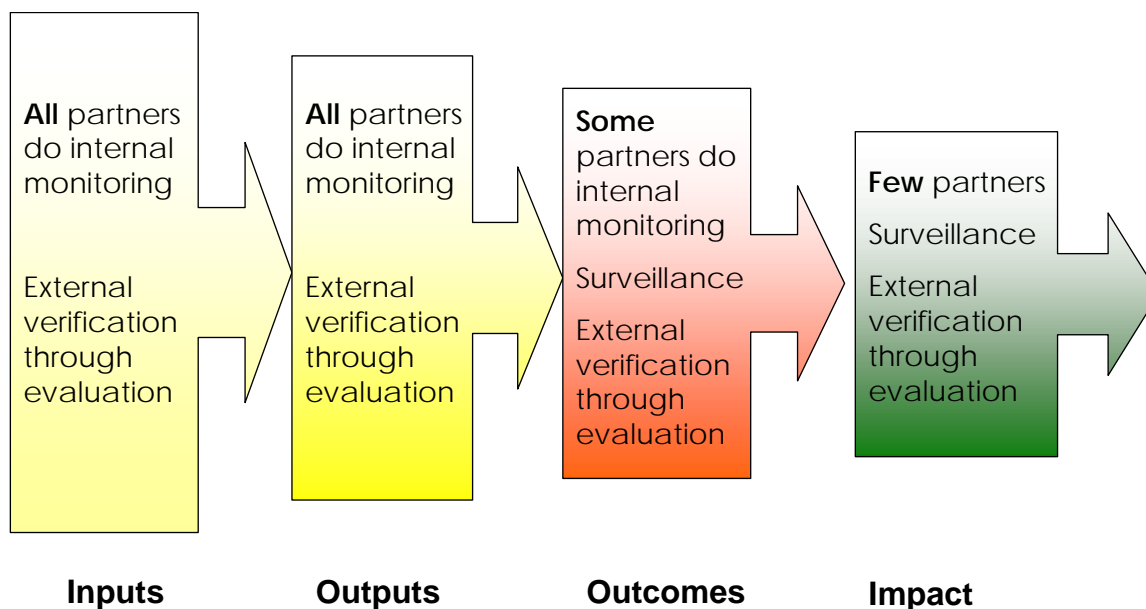 All partners
do internal
monitoring
External
verification
through
evaluation
All partners
do internal
monitoring
External
verification
through
evaluation
Some
partners do
internal
monitoring
Surveillance
External
verification
through
evaluation
Few partners
Surveillance
External
verification
through
evaluation
Inputs
Outputs
Outcomes
Impact